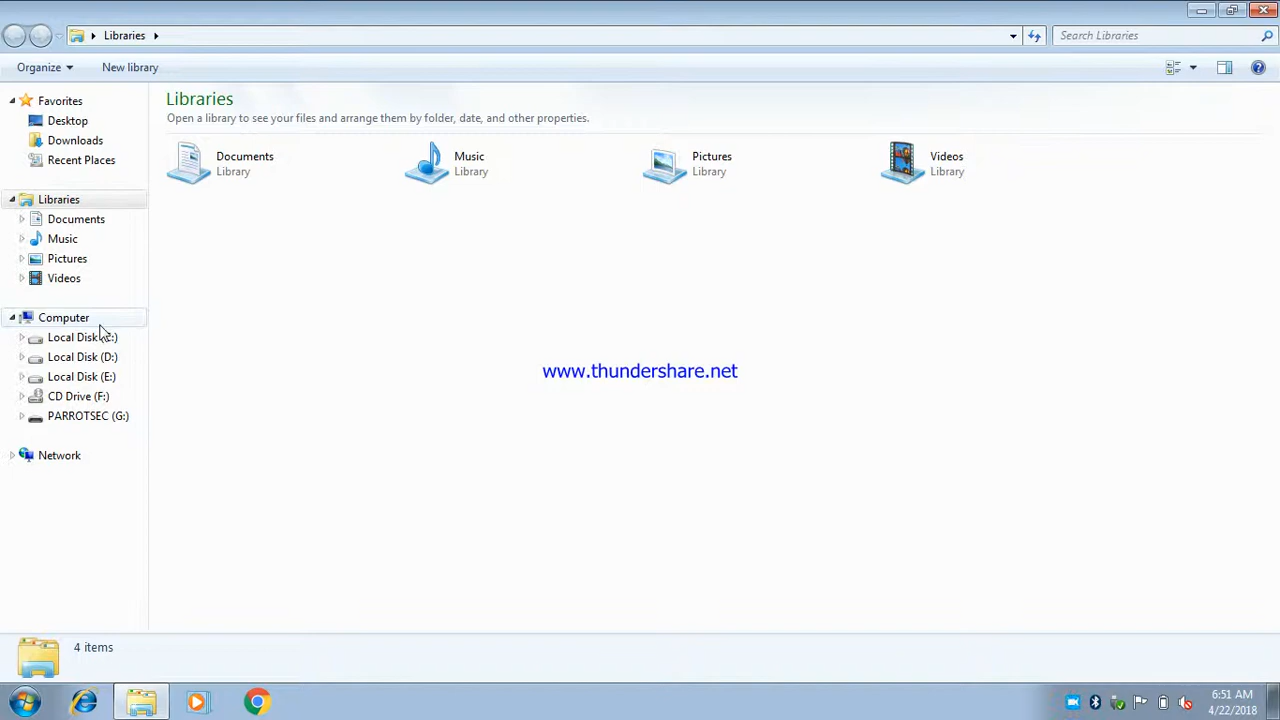 Libraries
Search Libraries
Organize
New library
Favorites
Desktop
Downloads
Recent Places
Libraries
Documents
Music
Pictures
Videos
Computer
Local Disk :)
Local Disk (D:)
Local Disk (E:)
CD Drive (F:)
PARROTSEC (G:)
Network
Libraries
Open a library to see your files and arrange them by folder, date, and other properties.
Documents
Library
Music
Library
Pictures
Library
Videos
Library
www.thundershare.net
4 items
6:51 AM
4/22/2018